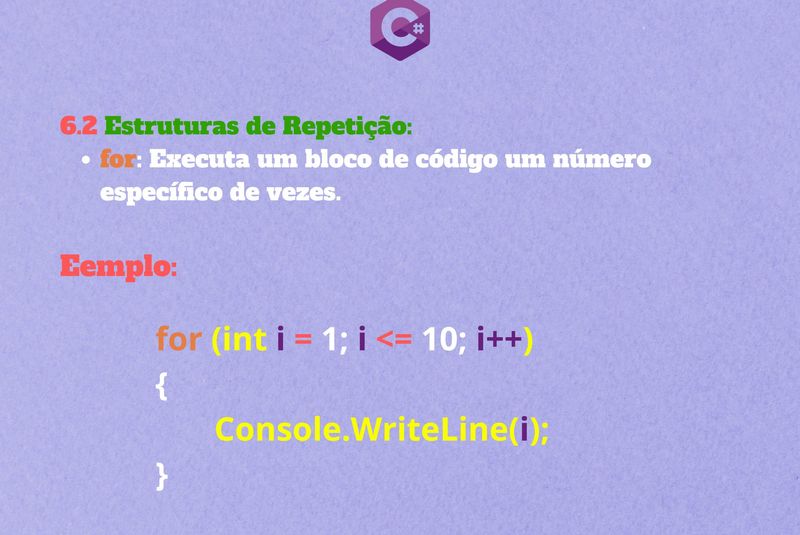 C#
6.2 Estruturas de Repetição:
• for: Executa um bloco de código um número
específico de vezes.
Eemplo:
for (int i = 1; i <= 10; i++)
{
Console.WriteLine(i);
}